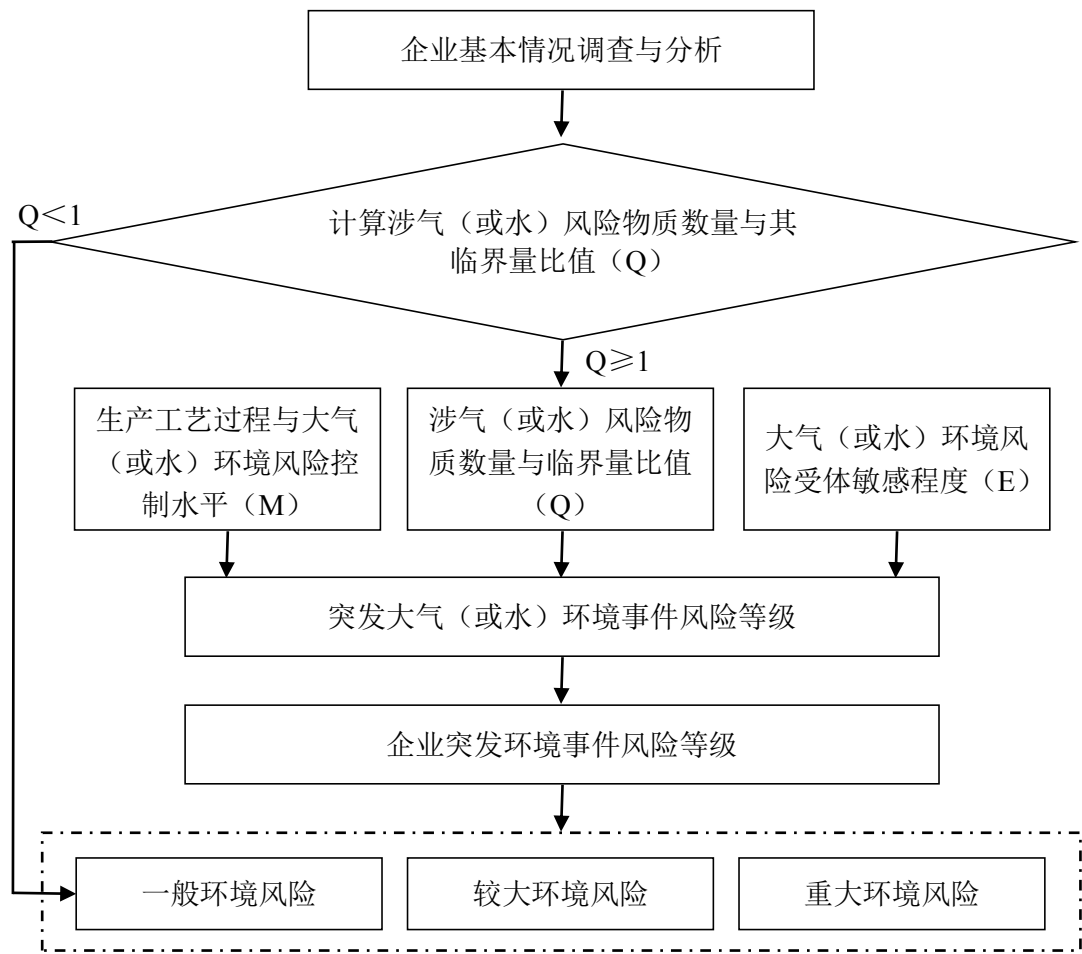 企业基本情况调查与分析
Q＜1
计算涉气（或水）风险物质数量与其
临界量比值（Q）
Q≥1
生产工艺过程与大气
（或水）环境风险控
制水平（M）
涉气（或水）风险物
质数量与临界量比值
（Q）
大气（或水）环境风
险受体敏感程度（E）
突发大气（或水）环境事件风险等级
企业突发环境事件风险等级
一般环境风险
较大环境风险
重大环境风险